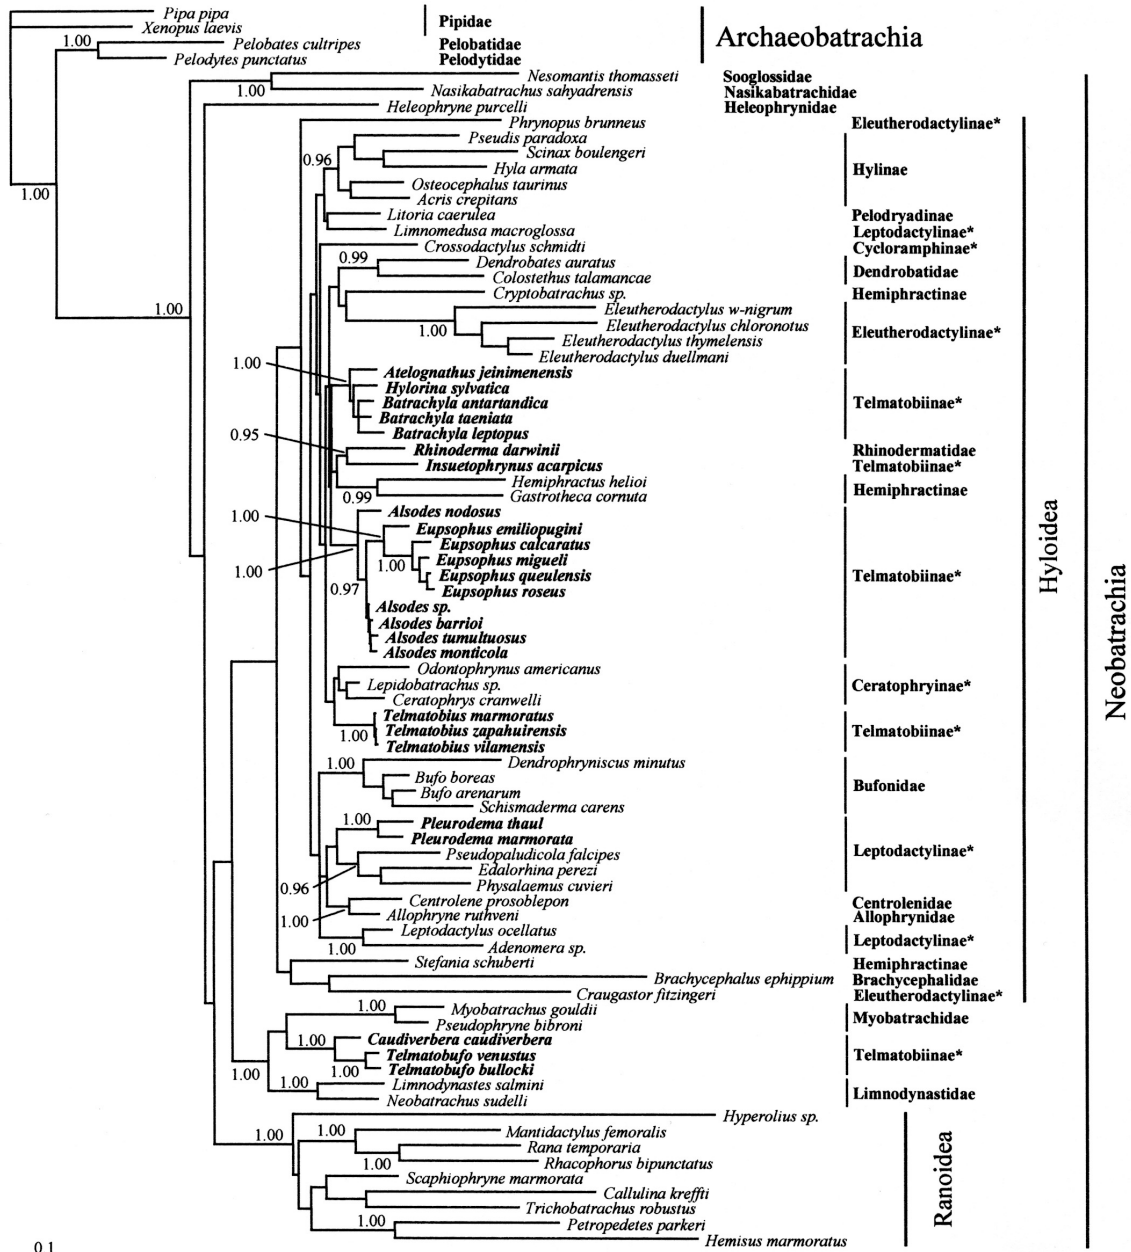 Pipa pipa
Xenopus laevis
Pipidae
1.00
Pelobates cultripes
Pelobatidae
Pelodytes punctatus
Pelodytidae
Archaeobatrachia
Nesomantis thomasseti
Sooglossidae
1.00
Nasikabatrachus sahyadrensis
Nasikabatrachidae
Heleophryne purcelli
Heleophrynidae
Phrynopus brunneus
Eleutherodactylinae*
Pseudis paradoxa
0.96
Scinax boulengeri
Hyla armata
Hylinae
1.00
Osteocephalus taurinus
Acris crepitans
Litoria caerulea
Pelodryadinae
Limnomedusa macroglossa
Leptodactylinae*
Crossodactylus schmidti
Cycloramphinae*
0.99
Dendrobates auratus
Colostethus talamancae
Dendrobatidae
Cryptobatrachus sp.
Hemiphractinae
1.00
Eleutherodactylus w-nigrum
1.00
Eleutherodactylus chloronotus
Eleutherodactylus thymelensis
Eleutherodactylus duellmani
Eleutherodactylinae*
1.00
Atelognathus jeinimenensis
Hylorina sylvatica
Batrachyla antartandica
Batrachyla taeniata
Batrachyla leptopus
Telmatobiinae*
0.95
Rhinoderma darwinii
Rhinodermatidae
Insuetophrynus acarpicus
Telmatobiinae*
Hemiphractus helioi
0.99
Gastrotheca cornuta
Hemiphractinae
1.00
Alsodes nodosus
Eupsophus emiliopugini
Eupsophus calcaratus
1.00
Eupsophus migueli
1.00
Eupsophus queulensis
0.97
Eupsophus roseus
Telmatobiinae*
Alsodes sp.
Alsodes barrioi
Alsodes tumultuosus
Alsodes monticola
Odontophrynus americanus
Lepidobatrachus sp.
Ceratophrys cranwelli
Ceratophryinae*
Telmatobius marmoratus
1.00
Telmatobius zapahuirensis
Telmatobius vilamensis
Telmatobiinae*
1.00
Dendrophryniscus minutus
Bufo boreas
Bufo arenarum
Schismaderma carens
Bufonidae
1.00
Pleurodema thaul
Pleurodema marmorata
Pseudopaludicola falcipes
0.96
Edalorhina perezi
Physalaemus cuvieri
Leptodactylinae*
Centrolene prosoblepon
Centrolenidae
1.00
Allophryne ruthveni
Allophrynidae
Leptodactylus ocellatus
1.00
Adenomera sp.
Leptodactylinae*
Stefania schuberti
Hemiphractinae
Brachycephalus ephippium
Brachycephalidae
Craugastor fitzingeri
Eleutherodactylinae*
Hyloidea
Neobatrachia
1.00
Myobatrachus gouldii
Pseudophryne bibroni
Myobatrachidae
1.00
Caudiverbera caudiverbera
1.00
Telmatobufo venustus
1.00
Telmatobufo bullocki
Telmatobiinae*
1.00
Limnodynastes salmini
Neobatrachus sudelli
Limnodynastidae
Hyperolius sp.
1.00
1.00
Mantidactylus femoralis
Rana temporaria
1.00
Rhacophorus bipunctatus
Scaphiophryne marmorata
Callulina kreffti
Trichobatrachus robustus
1.00
Petropedetes parkeri
Hemisus marmoratus
Ranoidea
0.1